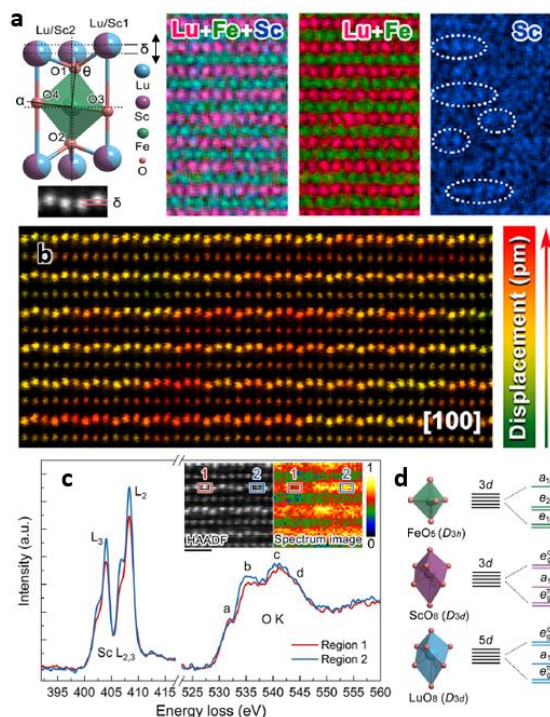 a
Lu/Sc2 Lu/Sc1
δ
O1 θ
α O4 O3
O2
Lu
Sc
Fe
O
δ
Lu+Fe+Sc
Lu+Fe
Sc
b
[100]
Displacement (pm)
c
Intensity (a.u.)
L3
L2
Sc L2,3
1 2
HAADF
1 2
Spectrum image
1
0
a
b
c
d
O K
Region 1
Region 2
392 400 405 410 415 525 530 535 540 545 550 555 560
Energy loss (eV)
d
3d
FeO5 (D3h)
3d
ScO8 (D3d)
5d
LuO8 (D3d)